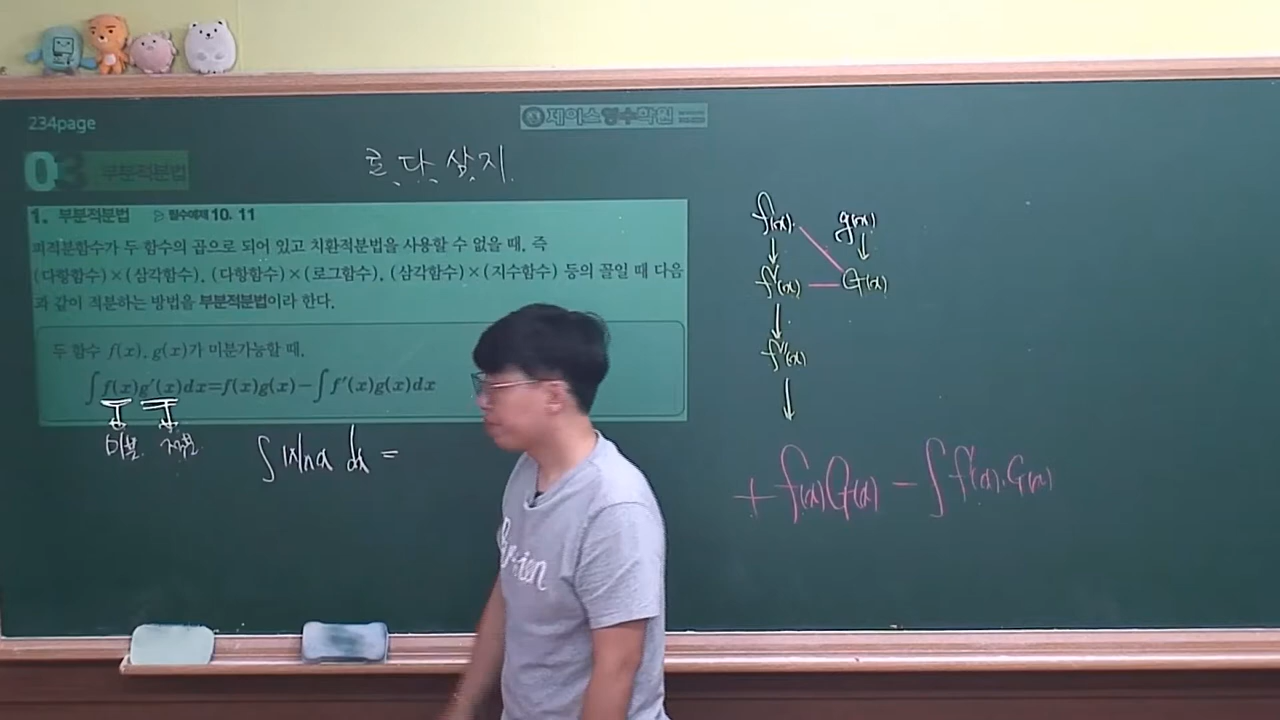 234page
제이스영수학원
로 다 삼 지
03 부분적분법
1. 부분적분법 ▷ 필수예제 10, 11
피적분함수가 두 함수의 곱으로 되어 있고 치환적분법을 사용할 수 없을 때, 즉
(다항함수)×(삼각함수), (다항함수)×(로그함수), (삼각함수)×(지수함수) 등의 꼴일 때 다음
과 같이 적분하는 방법을 부분적분법이라 한다.
두 함수 f(x), g(x)가 미분가능할 때,
∫f(x)g'(x)dx=f(x)g(x)-∫f'(x)g(x)dx
미분 적분
∫xlnx dx =
f(x) g(x)
f'(x) G(x)
f''(x)
+ f(x)G(x) - ∫f'(x).G(x)